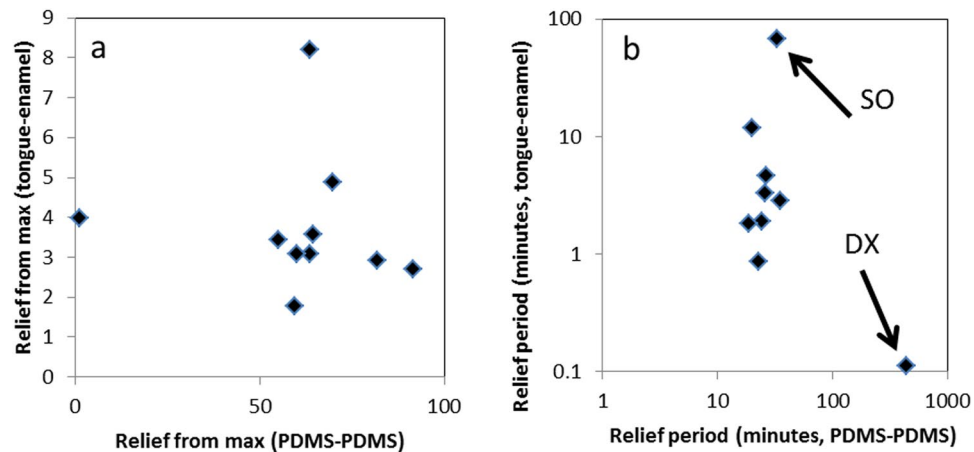 a
Relief from max (tongue-enamel)
9
8
7
6
5
4
3
2
1
0
0 50 100
Relief from max (PDMS-PDMS)
b
Relief period (minutes, tongue-enamel)
100
10
1
0.1
SO
DX
1 10 100 1000
Relief period (minutes, PDMS-PDMS)